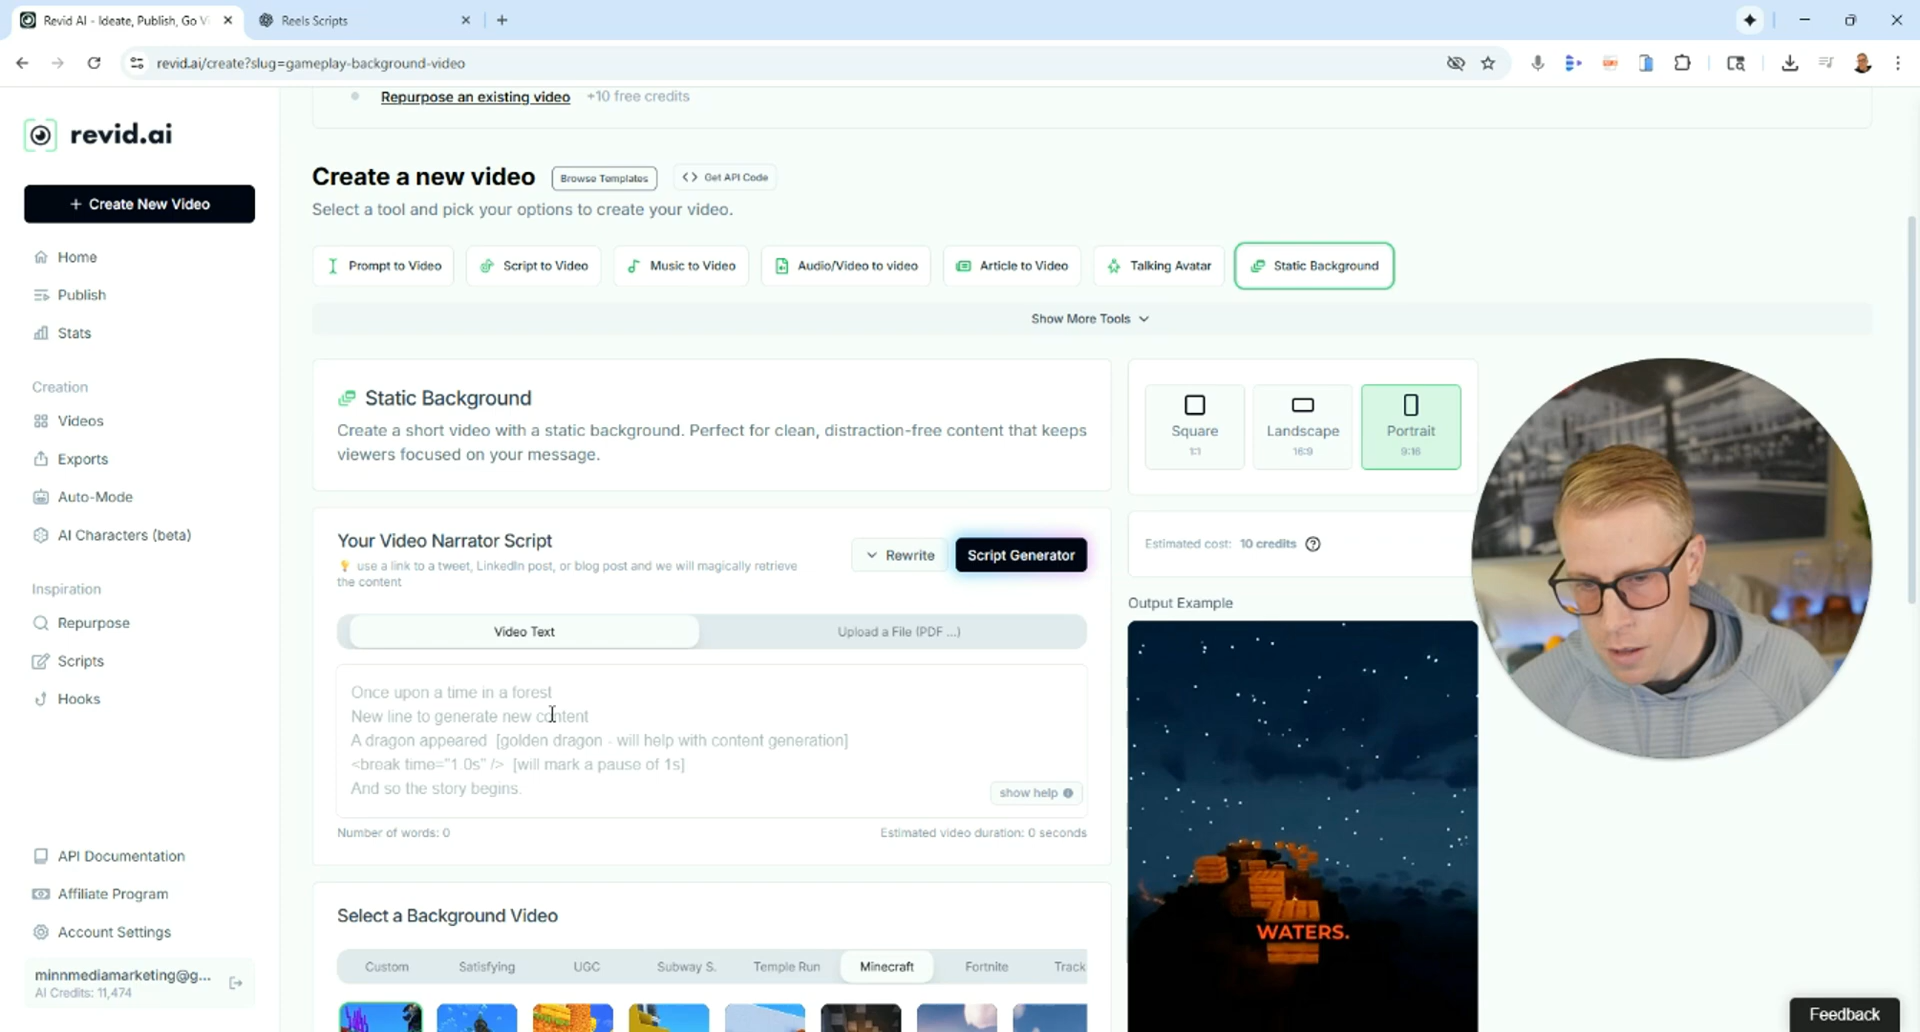 Revid AI - Ideate, Publish, Go V
Reels Scripts
revid.ai/create?slug=gameplay-background-video
Repurpose an existing video +10 free credits
revid.ai
+ Create New Video
Home
Publish
Stats
Creation
Videos
Exports
Auto-Mode
AI Characters (beta)
Inspiration
Repurpose
Scripts
Hooks
API Documentation
Affiliate Program
Account Settings
minnmediamarketing@g...
AI Credits: 11,474
Create a new video
Browse Templates
<> Get API Code
Select a tool and pick your options to create your video.
Prompt to Video
Script to Video
Music to Video
Audio/Video to video
Article to Video
Talking Avatar
Static Background
Show More Tools
Static Background
Create a short video with a static background. Perfect for clean, distraction-free content that keeps
viewers focused on your message.
Your Video Narrator Script
use a link to a tweet, LinkedIn post, or blog post and we will magically retrieve
the content
Rewrite
Script Generator
Video Text
Upload a File (PDF ...)
Once upon a time in a forest
New line to generate new content
A dragon appeared [golden dragon - will help with content generation]
<break time="1.0s" /> [will mark a pause of 1s]
And so the story begins.
show help
Number of words: 0
Estimated video duration: 0 seconds
Select a Background Video
Custom
Satisfying
UGC
Subway S.
Temple Run
Minecraft
Fortnite
Track
Square
1:1
Landscape
16:9
Portrait
9:16
Estimated cost: 10 credits
Output Example
WATERS.
Feedback